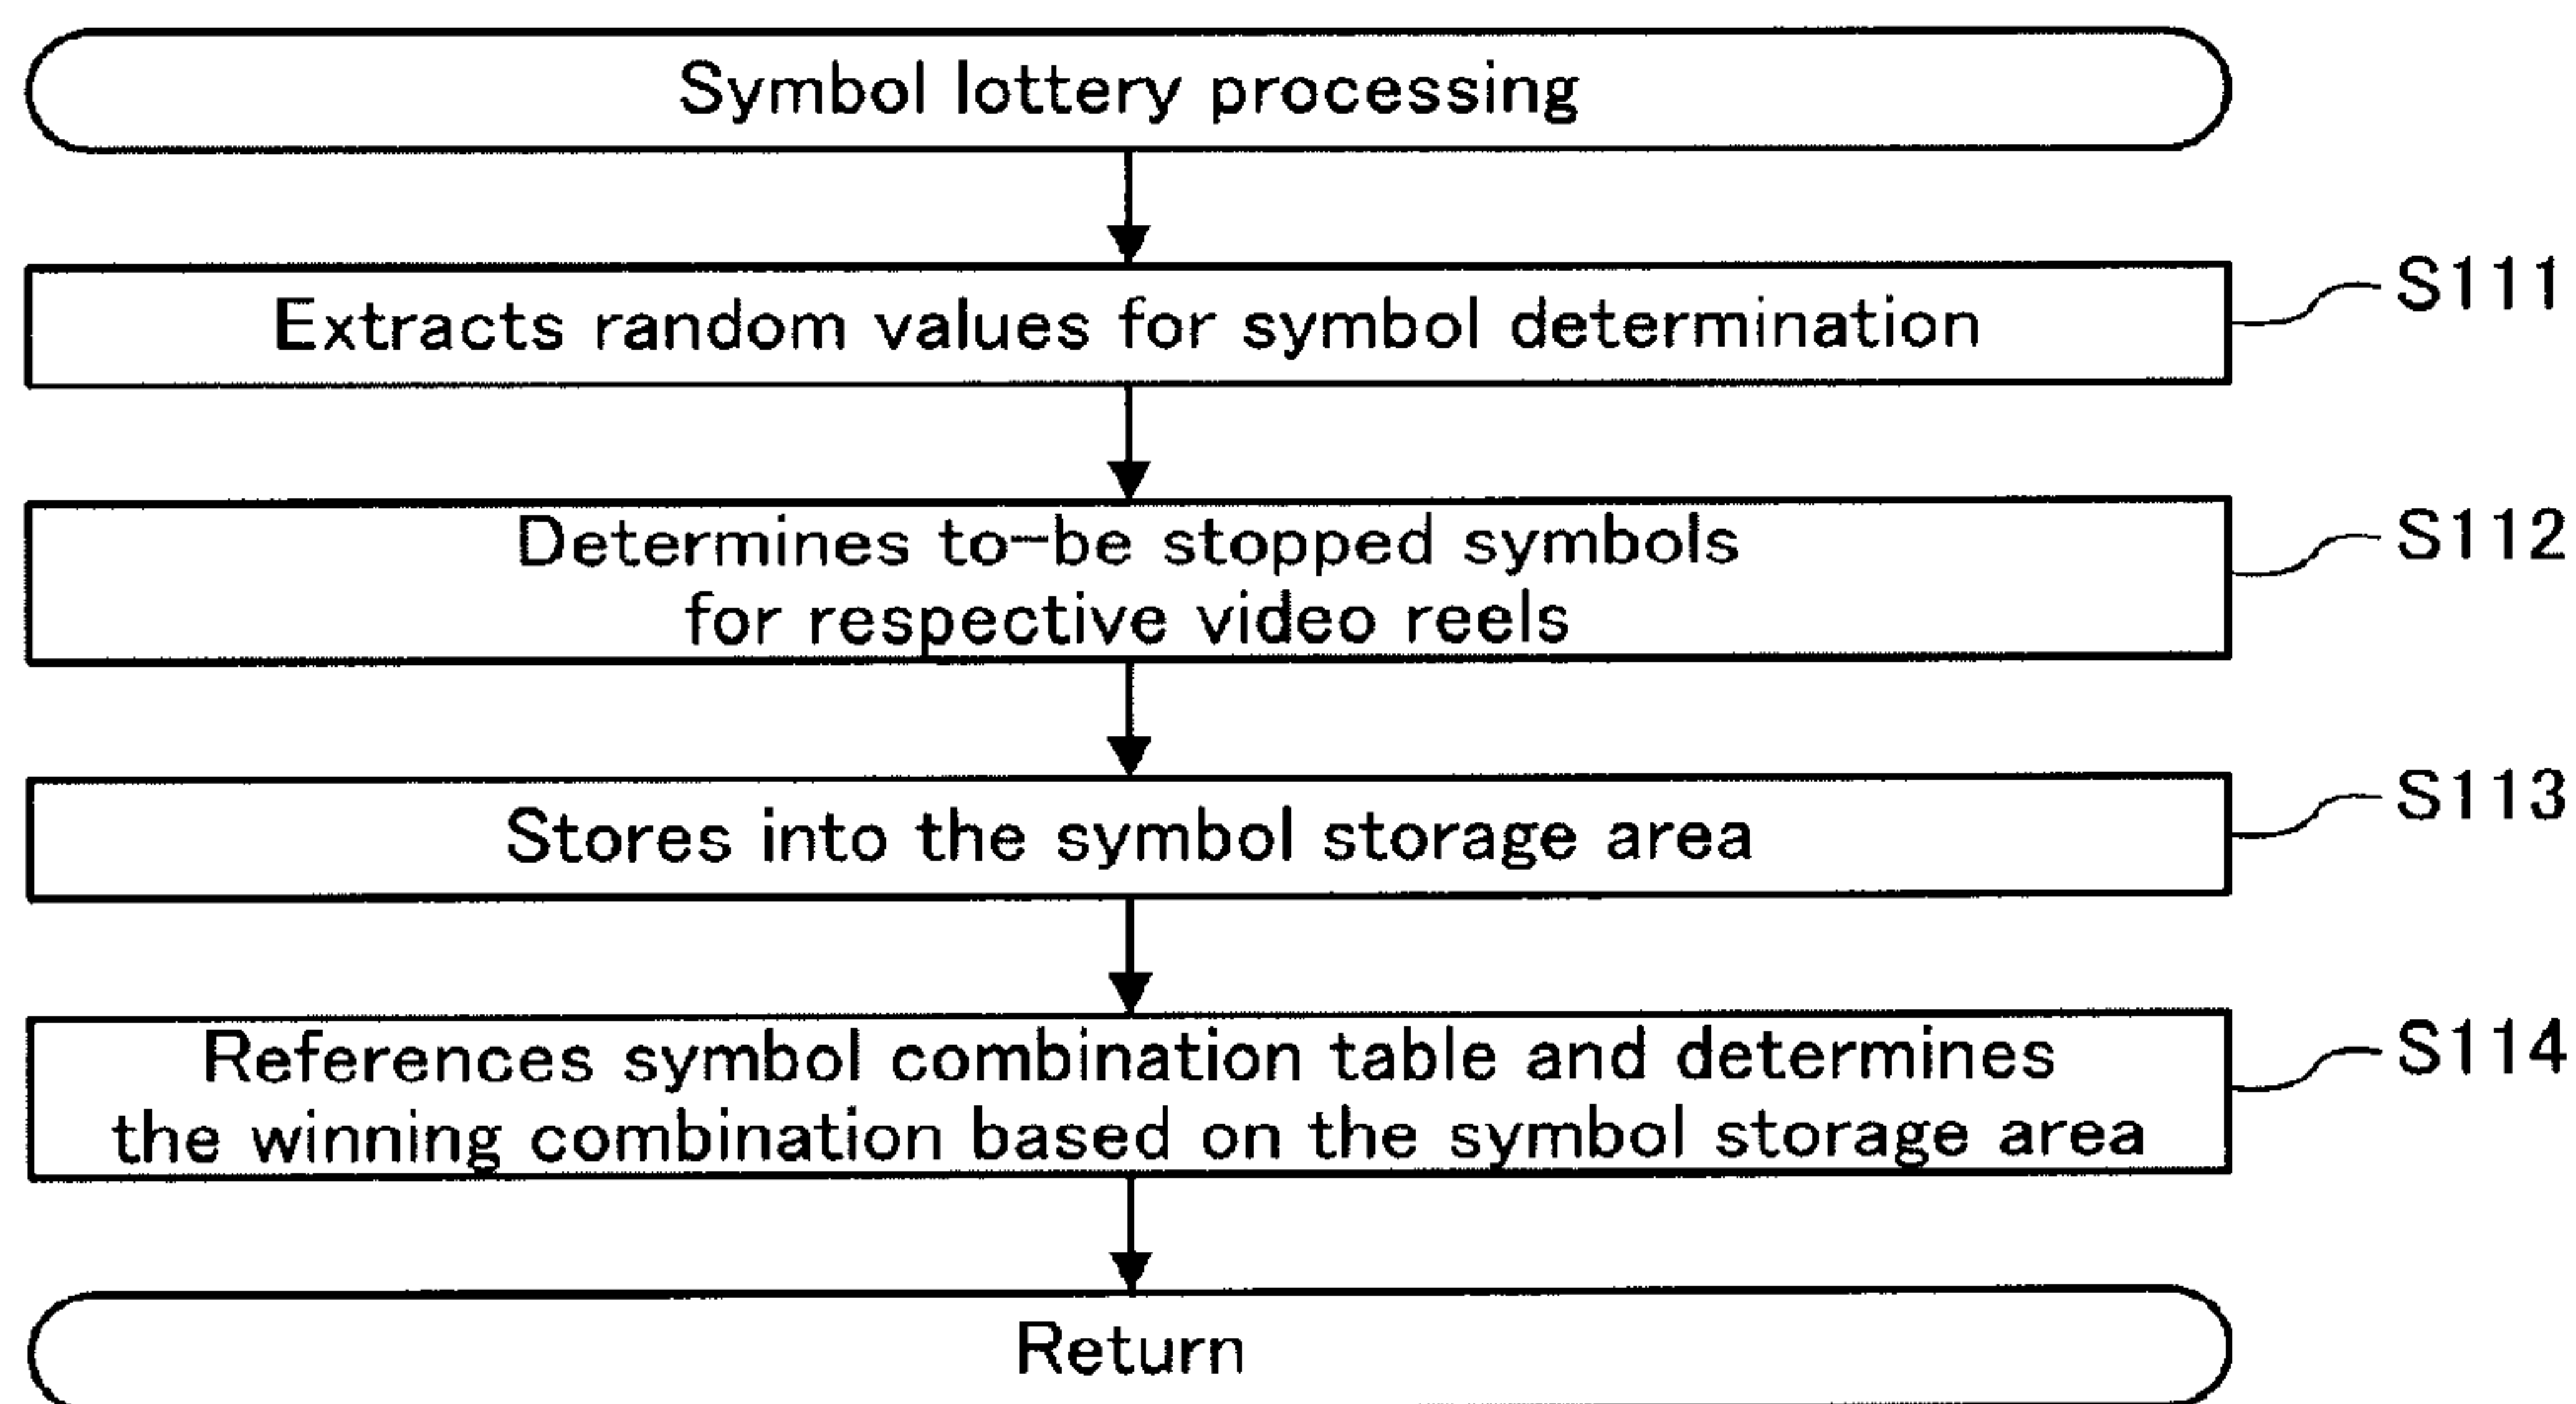 Symbol lottery processing
Extracts random values for symbol determination
S111
Determines to-be stopped symbols
for respective video reels
S112
Stores into the symbol storage area
S113
References symbol combination table and determines
the winning combination based on the symbol storage area
S114
Return